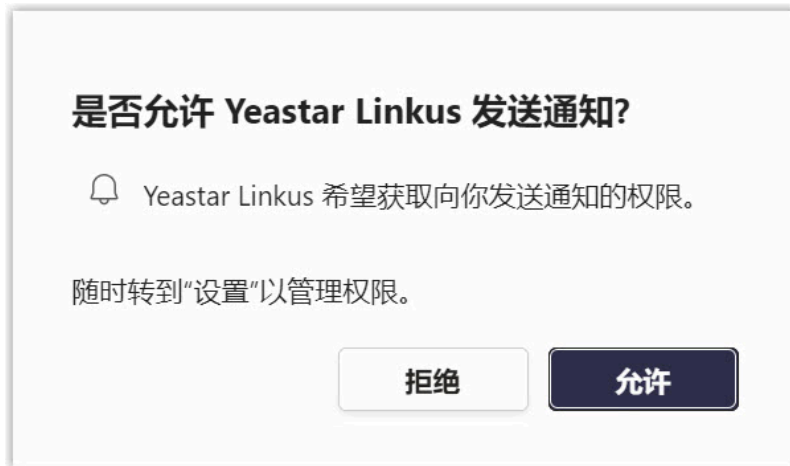 是否允许 Yeastar Linkus 发送通知?
Yeastar Linkus 希望获取向你发送通知的权限。
随时转到“设置”以管理权限。
拒绝
允许